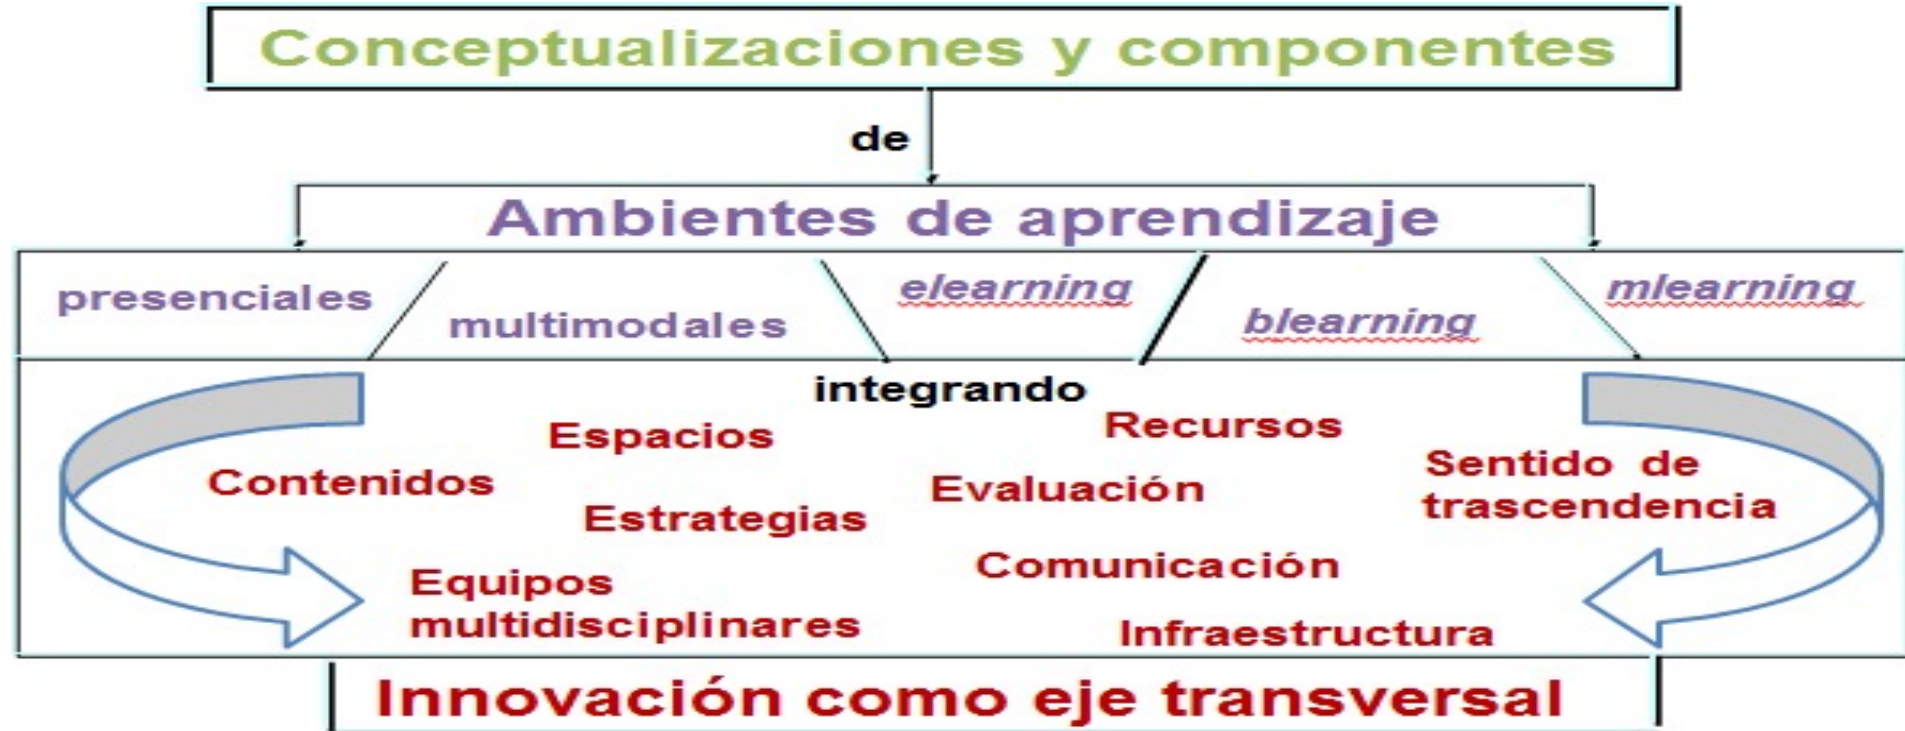 Conceptualizaciones y componentes
de
Ambientes de aprendizaje
presenciales
multimodales
elearning
blearning
mlearning
integrando
Espacios
Recursos
Contenidos
Evaluación
Sentido de
trascendencia
Estrategias
Comunicación
Equipos
multidisciplinares
Infraestructura
Innovación como eje transversal